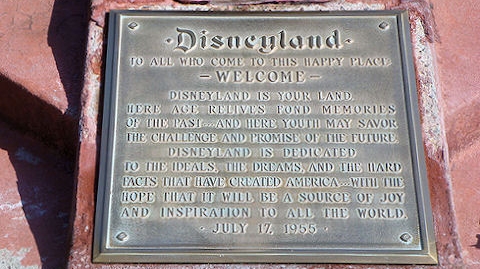 ·Disneyland·
TO ALL WHO COME TO THIS HAPPY PLACE
– WELCOME –
DISNEYLAND IS YOUR LAND.
HERE AGE RELIVES FOND MEMORIES
OF THE PAST...AND HERE YOUTH MAY SAVOR
THE CHALLENGE AND PROMISE OF THE FUTURE.
DISNEYLAND IS DEDICATED
TO THE IDEALS, THE DREAMS, AND THE HARD
FACTS THAT HAVE CREATED AMERICA...WITH THE
HOPE THAT IT WILL BE A SOURCE OF JOY
AND INSPIRATION TO ALL THE WORLD.
· JULY 17, 1955 ·